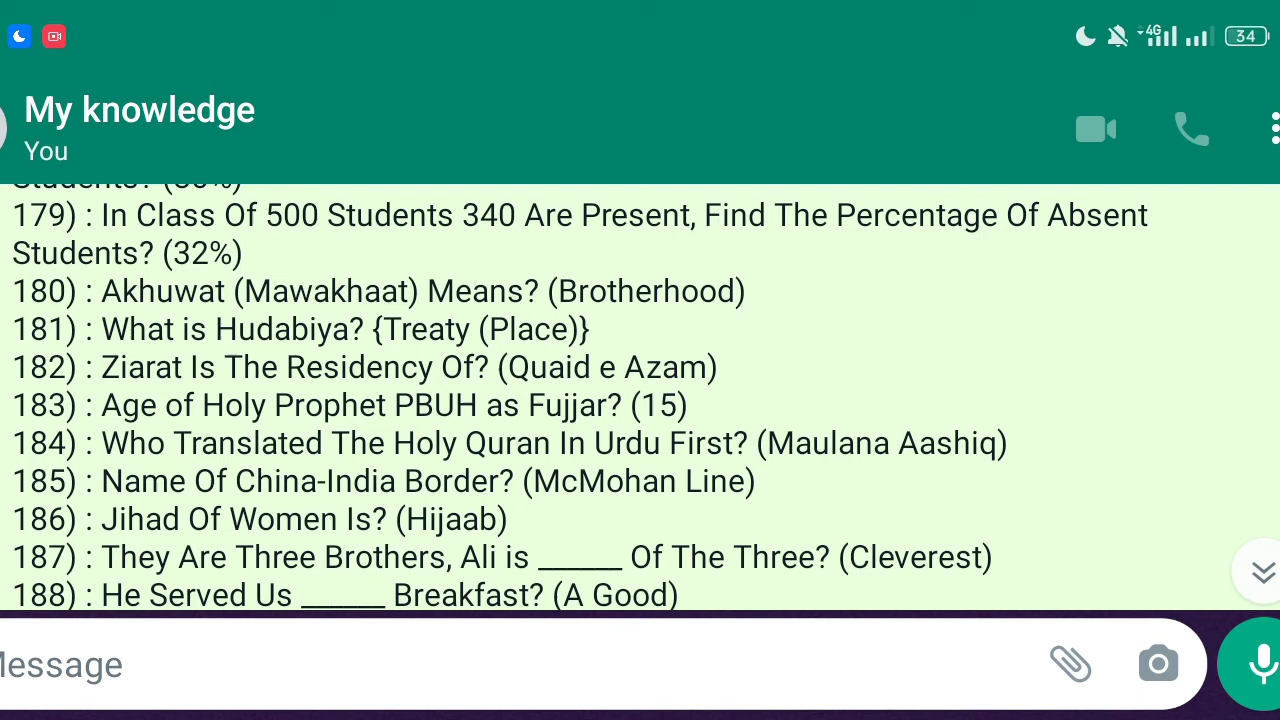 4G
34
My knowledge
You
179) : In Class Of 500 Students 340 Are Present, Find The Percentage Of Absent
Students? (32%)
180) : Akhuwat (Mawakhaat) Means? (Brotherhood)
181) : What is Hudabiya? {Treaty (Place)}
182) : Ziarat Is The Residency Of? (Quaid e Azam)
183) : Age of Holy Prophet PBUH as Fujjar? (15)
184) : Who Translated The Holy Quran In Urdu First? (Maulana Aashiq)
185) : Name Of China-India Border? (McMohan Line)
186) : Jihad Of Women Is? (Hijaab)
187) : They Are Three Brothers, Ali is ______ Of The Three? (Cleverest)
188) : He Served Us ______ Breakfast? (A Good)
Message